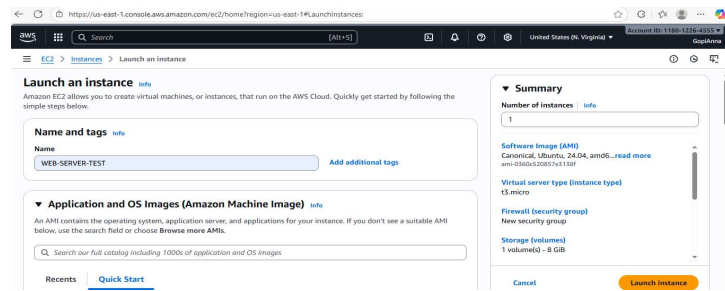 https://us-east-1.console.aws.amazon.com/ec2/home?region=us-east-1#LaunchInstances:
aws
Search
[Alt+S]
United States (N. Virginia)
Account ID: 1180-1226-4555
GopiAnna
EC2 > Instances > Launch an instance
Launch an instance Info
Amazon EC2 allows you to create virtual machines, or instances, that run on the AWS Cloud. Quickly get started by following the
simple steps below.
Name and tags Info
Name
WEB-SERVER-TEST
Add additional tags
Application and OS Images (Amazon Machine Image) Info
An AMI contains the operating system, application server, and applications for your instance. If you don't see a suitable AMI
below, use the search field or choose Browse more AMIs.
Search our full catalog including 1000s of application and OS images
Recents
Quick Start
Summary
Number of instances Info
1
Software Image (AMI)
Canonical, Ubuntu, 24.04, amd6...read more
ami-0360c520857e3138f
Virtual server type (instance type)
t3.micro
Firewall (security group)
New security group
Storage (volumes)
1 volume(s) - 8 GiB
Cancel
Launch instance